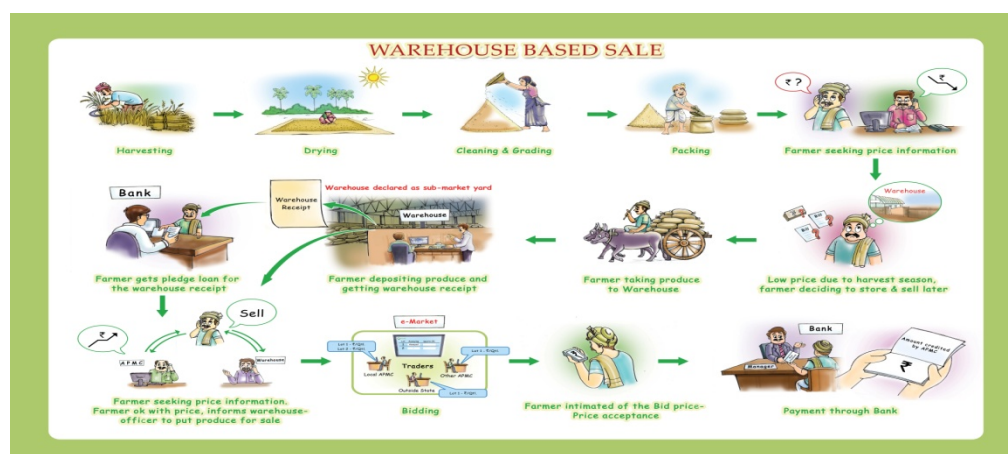 WAREHOUSE BASED SALE
Harvesting
Drying
Cleaning & Grading
Packing
₹ ?
₹
Farmer seeking price information
Warehouse
Low price due to harvest season,
farmer deciding to store & sell later
Farmer taking produce
to Warehouse
Warehouse declared as sub-market yard
Warehouse
Receipt
Warehouse
Farmer depositing produce and
getting warehouse receipt
Bank
Farmer gets pledge loan for
the warehouse receipt
₹
Sell
APMC
Warehouse
Farmer seeking price information.
Farmer ok with price, informs warehouse-
officer to put produce for sale
e-Market
Traders
Local APMC
Other APMC
Outside State
Bidding
Farmer intimated of the Bid price-
Price acceptance
Bank
Manager
Amount credited
by APMC
₹
Payment through Bank